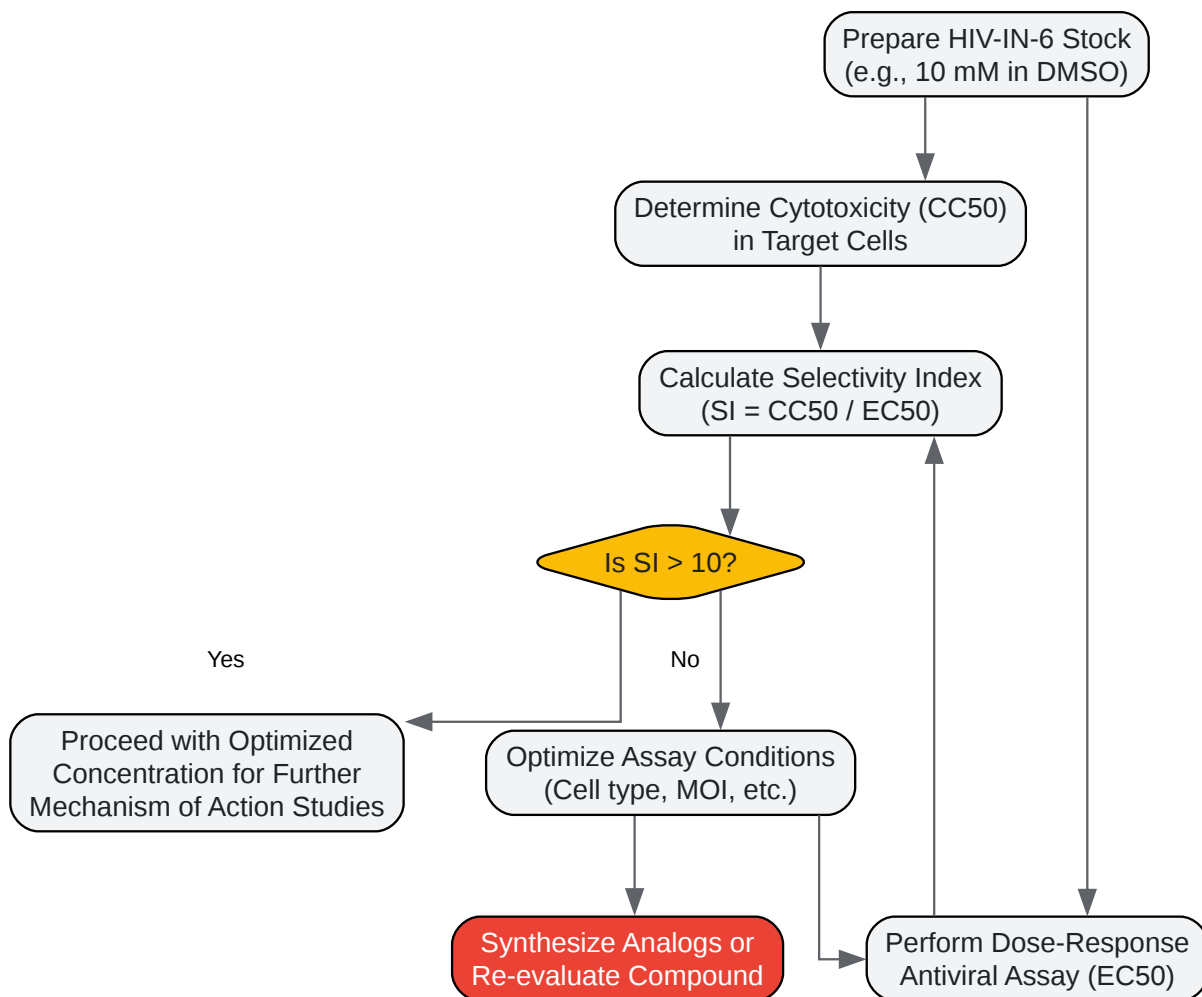 Prepare HIV-IN-6 Stock
(e.g., 10 mM in DMSO)
Determine Cytotoxicity (CC50)
in Target Cells
Calculate Selectivity Index
(SI = CC50 / EC50)
Is SI > 10?
Yes
No
Proceed with Optimized
Concentration for Further
Mechanism of Action Studies
Optimize Assay Conditions
(Cell type, MOI, etc.)
Synthesize Analogs or
Re-evaluate Compound
Perform Dose-Response
Antiviral Assay (EC50)